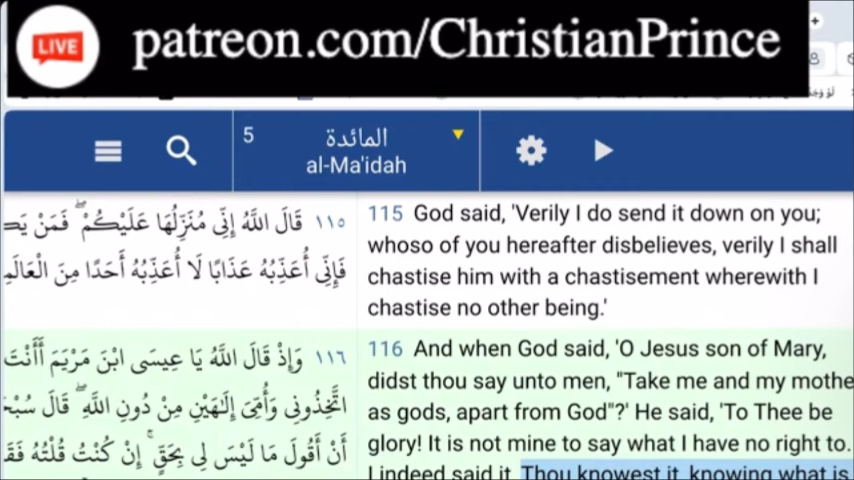 LIVE
patreon.com/ChristianPrince
5
المائدة
al-Ma'idah
١١٥ قَالَ اللَّهُ إِنِّي مُنَزِّلُهَا عَلَيْكُمْ ۖ فَمَنْ
فَإِنِّي أُعَذِّبُهُ عَذَابًا لَا أُعَذِّبُهُ أَحَدًا مِنَ
115 God said, 'Verily I do send it down on you;
whoso of you hereafter disbelieves, verily I shall
chastise him with a chastisement wherewith I
chastise no other being.'
١١٦ وَإِذْ قَالَ اللَّهُ يَا عِيسَى ابْنَ مَرْيَمَ أَأَنْتَ
اتَّخِذُونِي وَأُمِّيَ إِلَٰهَيْنِ مِنْ دُونِ اللَّهِ ۖ قَالَ
أَنْ أَقُولَ مَا لَيْسَ لِي بِحَقٍّ ۚ إِنْ كُنْتُ قُلْتُهُ
116 And when God said, 'O Jesus son of Mary,
didst thou say unto men, "Take me and my mothe
as gods, apart from God"?' He said, 'To Thee be
glory! It is not mine to say what I have no right to.
I indeed said it, Thou knowest it, knowing what is